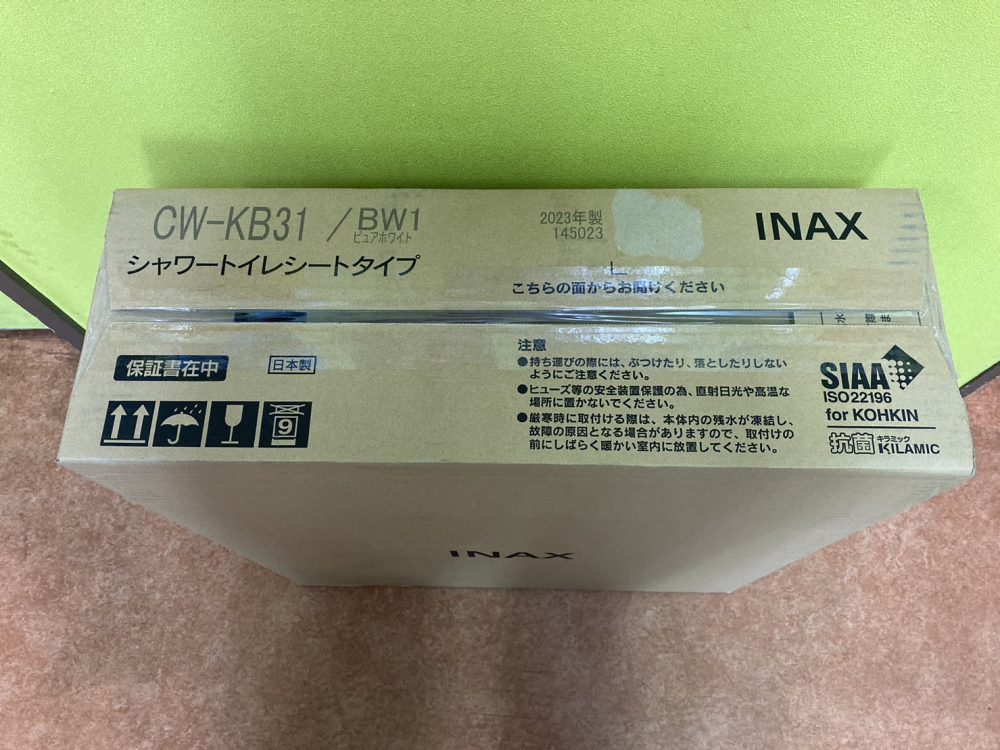 CW-KB31 / BW1
ピュアホワイト
シャワートイレシートタイプ
2023年製
145023
INAX
こちらの面からお開けください
水
ま
保証書在中
日本製
9
注意
●持ち運びの際には、ぶつけたり、落としたりしない
ようにご注意ください。
●ヒューズ等の安全装置保護の為、直射日光や高温な
場所に置かないでください。
●厳寒時に取付ける際は、本体内の残水が凍結し、
故障の原因となる場合がありますので、取付けの
前にしばらく暖かい室内に放置してください。
SIAA
ISO22196
for KOHKIN
抗菌 キラミック
KILAMIC
INAX